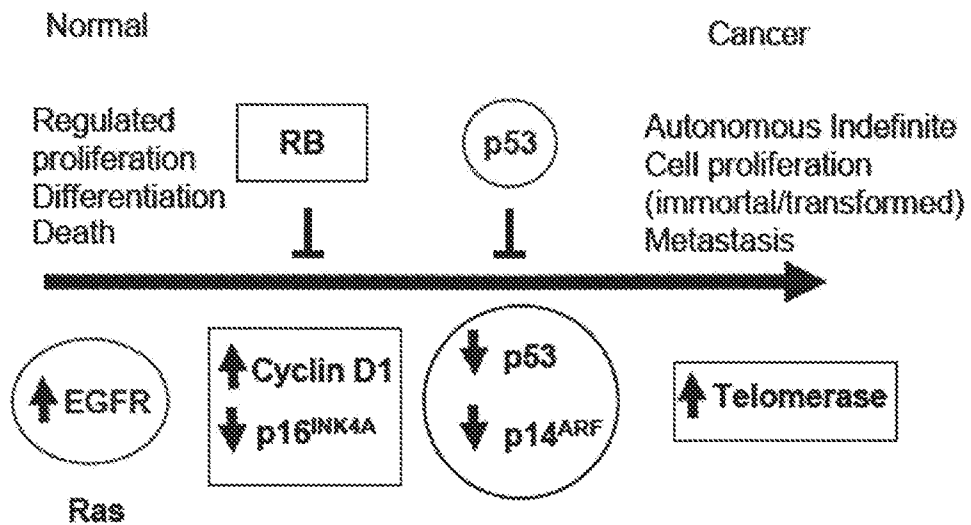 Normal
Cancer
Regulated
proliferation
Differentiation
Death
RB
p53
Autonomous Indefinite
Cell proliferation
(immortal/transformed)
Metastasis
↑ EGFR
Ras
↑ Cyclin D1
↓ p16INK4A
↓ p53
↓ p14ARF
↑ Telomerase